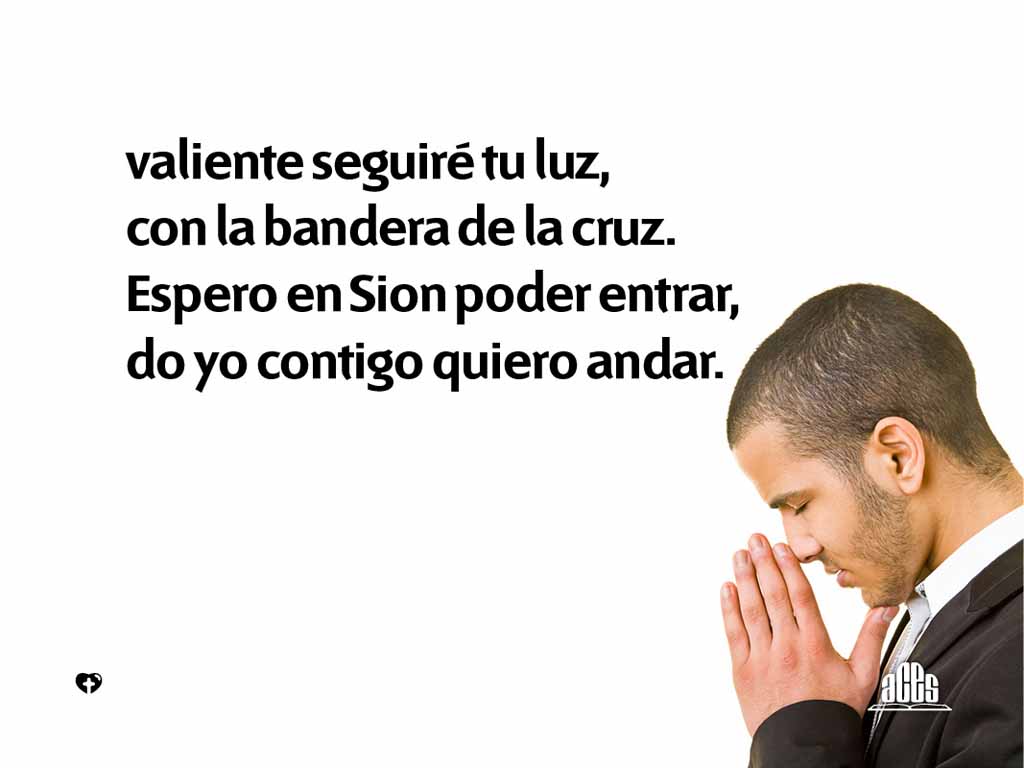 valiente seguiré tu luz,
con la bandera de la cruz.
Espero en Sion poder entrar,
do yo contigo quiero andar.
aces